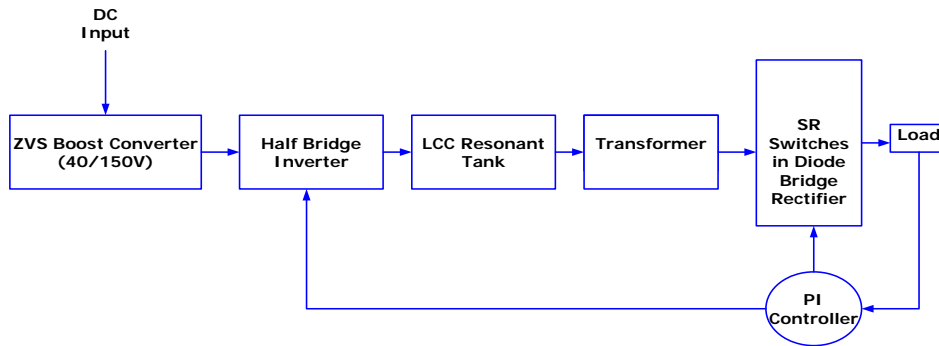 DC
Input
ZVS Boost Converter
(40/150V)
Half Bridge
Inverter
LCC Resonant
Tank
Transformer
SR
Switches
in Diode
Bridge
Rectifier
Load
PI
Controller